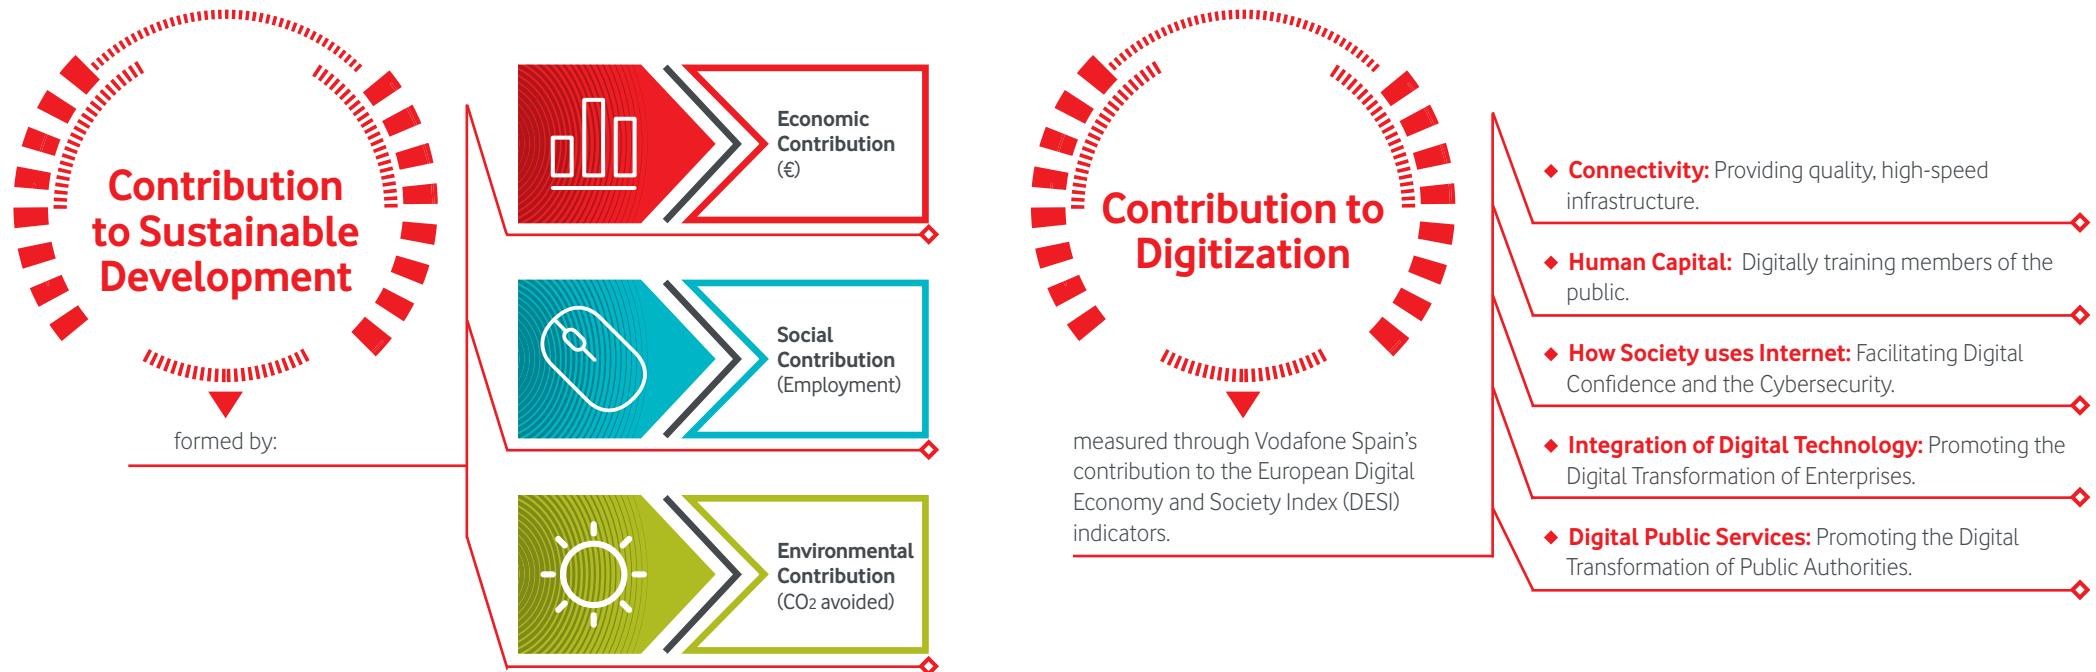 Contribution
to Sustainable
Development
formed by:
Economic
Contribution
(€)
Social
Contribution
(Employment)
Environmental
Contribution
(CO2 avoided)
Contribution to
Digitization
measured through Vodafone Spain's
contribution to the European Digital
Economy and Society Index (DESI)
indicators.
◆ Connectivity: Providing quality, high-speed
infrastructure.
◆ Human Capital: Digitally training members of the
public.
◆ How Society uses Internet: Facilitating Digital
Confidence and the Cybersecurity.
◆ Integration of Digital Technology: Promoting the
Digital Transformation of Enterprises.
◆ Digital Public Services: Promoting the Digital
Transformation of Public Authorities.